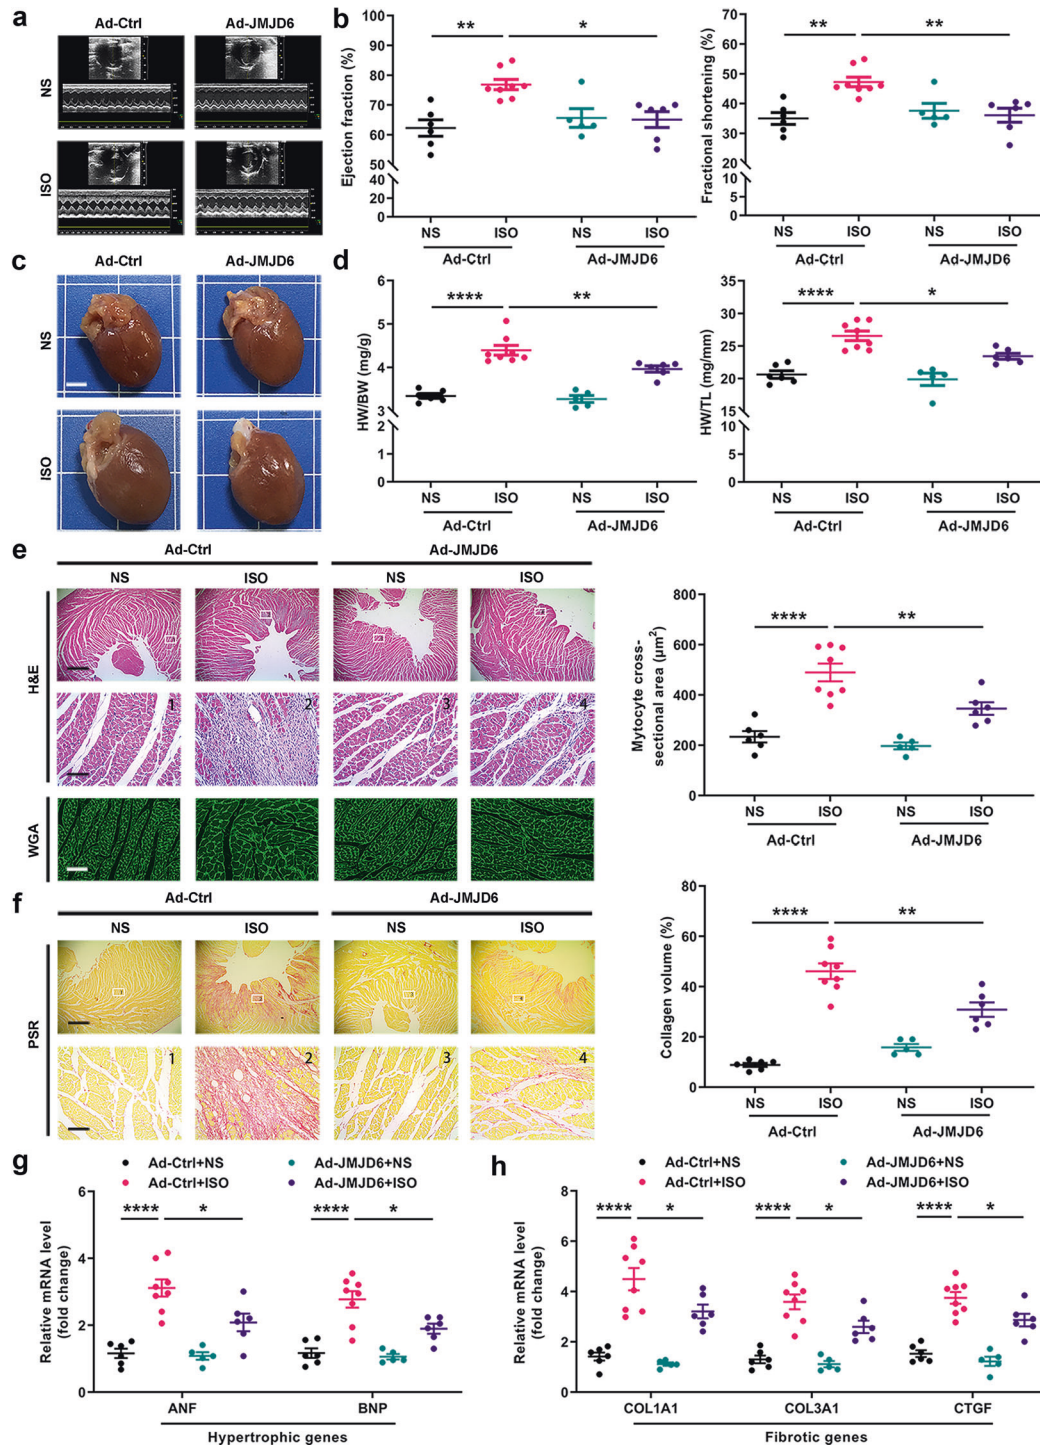 a
Ad-Ctrl
Ad-JMJD6
NS
ISO
b
Ejection fraction (%)
100
90
80
70
60
50
40
20
0
**
*
NS
ISO
NS
ISO
Ad-Ctrl
Ad-JMJD6
Fractional shortening (%)
70
60
50
40
30
20
10
0
**
**
NS
ISO
NS
ISO
Ad-Ctrl
Ad-JMJD6
c
Ad-Ctrl
Ad-JMJD6
NS
ISO
d
HW/BW (mg/g)
6
5
4
3
2
1
0
****
**
NS
ISO
NS
ISO
Ad-Ctrl
Ad-JMJD6
HW/TL (mg/mm)
35
30
25
20
15
10
5
0
****
*
NS
ISO
NS
ISO
Ad-Ctrl
Ad-JMJD6
e
Ad-Ctrl
Ad-JMJD6
NS
ISO
NS
ISO
H&E
1
2
3
4
WGA
Mytocyte cross-
sectional area (μm²)
800
600
400
200
0
****
**
NS
ISO
NS
ISO
Ad-Ctrl
Ad-JMJD6
f
Ad-Ctrl
Ad-JMJD6
NS
ISO
NS
ISO
PSR
1
2
3
4
Collagen volume (%)
80
60
40
20
0
****
**
NS
ISO
NS
ISO
Ad-Ctrl
Ad-JMJD6
g
Ad-Ctrl+NS
Ad-JMJD6+NS
Ad-Ctrl+ISO
Ad-JMJD6+ISO
Relative mRNA level
(fold change)
6
4
2
0
****
*
****
*
ANF
BNP
Hypertrophic genes
h
Ad-Ctrl+NS
Ad-JMJD6+NS
Ad-Ctrl+ISO
Ad-JMJD6+ISO
Relative mRNA level
(fold change)
8
6
4
2
0
****
*
****
*
****
*
COL1A1
COL3A1
CTGF
Fibrotic genes